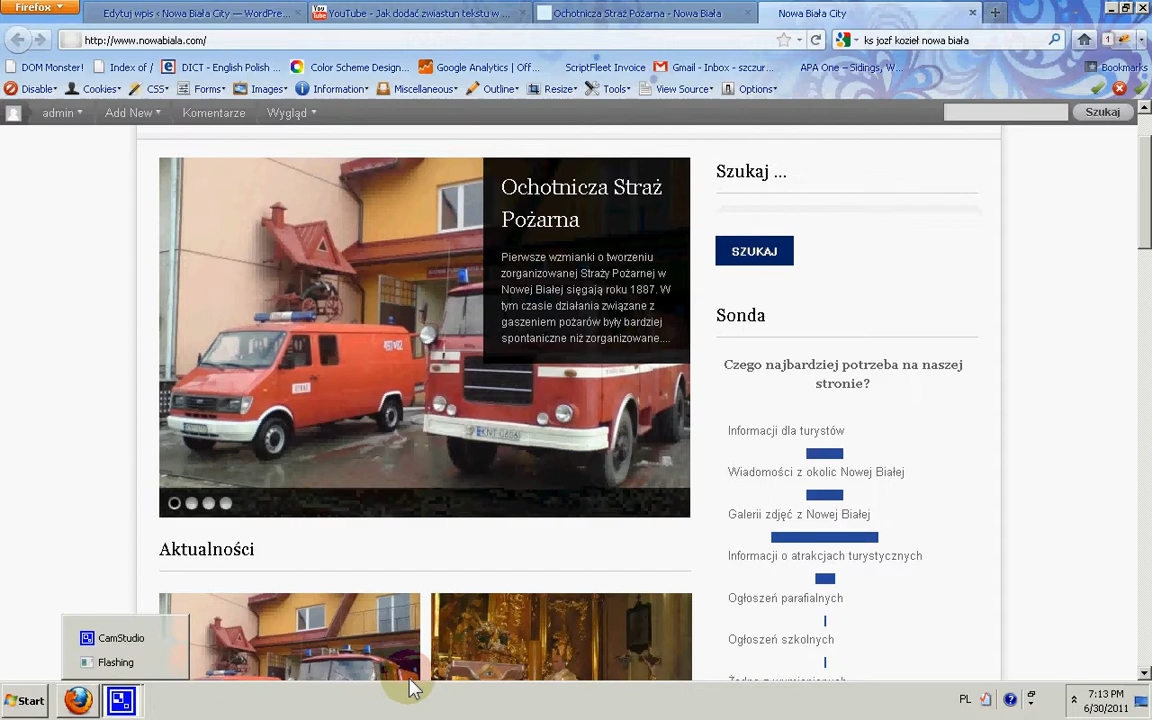 Firefox
Edytuj wpis ‹ Nowa Biała City — WordPre...
YouTube - Jak dodać zwiastun tekstu w ...
Ochotnicza Straż Pożarna - Nowa Biała
Nowa Biała City
http://www.nowabiala.com/
ks jozf kozieł nowa biała
1
DOM Monster!
Index of /
DICT - English Polish ...
Color Scheme Design...
Google Analytics | Off...
ScriptFleet Invoice
Gmail - Inbox - szczur...
APA One – Sidings, W...
Bookmarks
Disable
Cookies
CSS
Forms
Images
Information
Miscellaneous
Outline
Resize
Tools
View Source
Options
admin
Add New
Komentarze
Wygląd
Szukaj
Ochotnicza Straż
Pożarna
Pierwsze wzmianki o tworzeniu
zorganizowanej Straży Pożarnej w
Nowej Białej sięgają roku 1887. W
tym czasie działania związane z
gaszeniem pożarów były bardziej
spontaniczne niż zorganizowane....
Szukaj ...
SZUKAJ
Sonda
Czego najbardziej potrzeba na naszej
stronie?
Informacji dla turystów
Wiadomości z okolic Nowej Białej
Galerii zdjęć z Nowej Białej
Informacji o atrakcjach turystycznych
Ogłoszeń parafialnych
Ogłoszeń szkolnych
Aktualności
CamStudio
Flashing
Start
PL
7:13 PM
6/30/2011